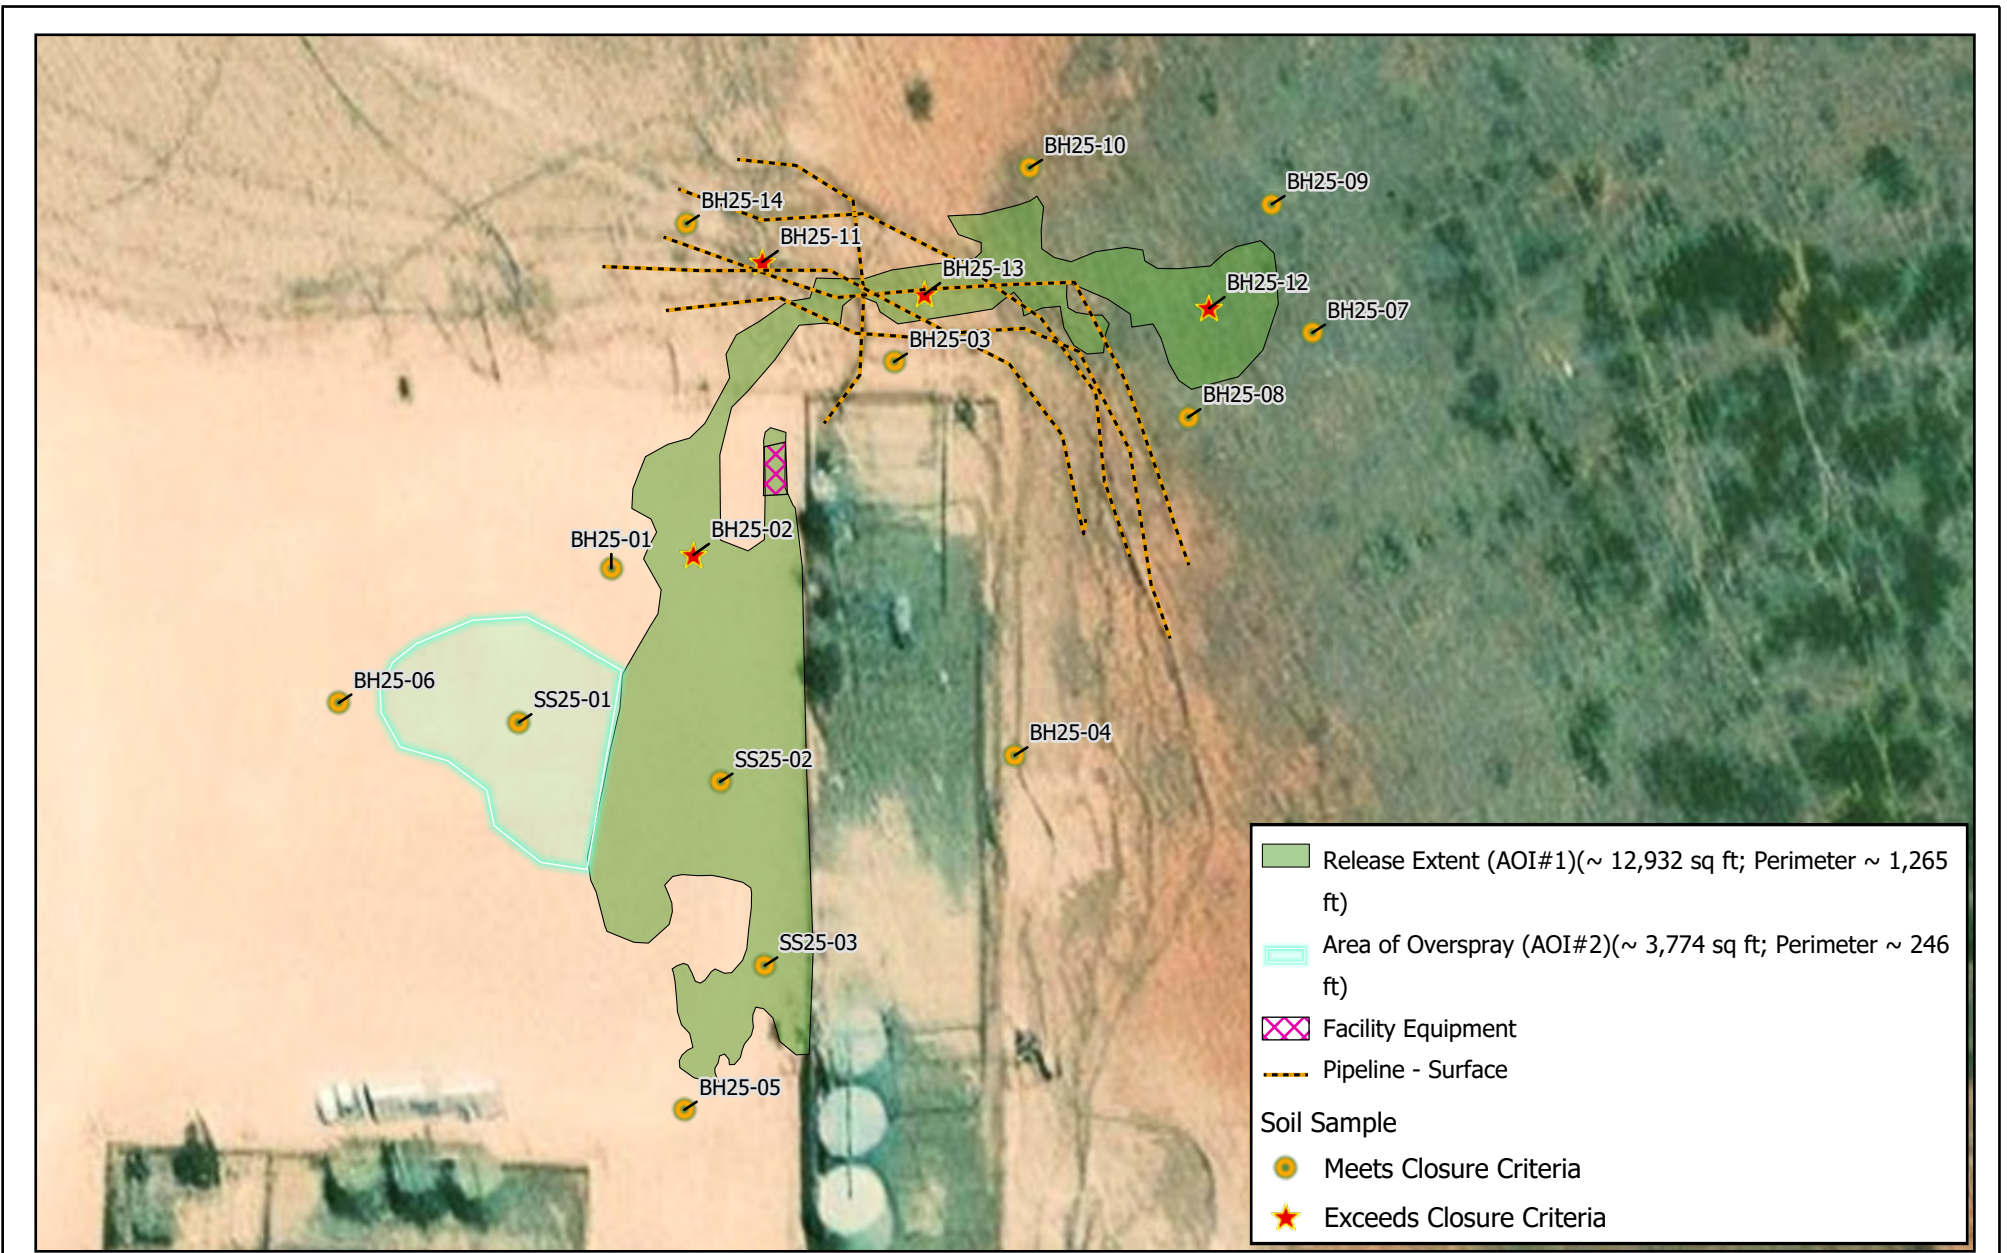 BH25-10
BH25-09
BH25-14
BH25-11
BH25-13
BH25-12
BH25-07
BH25-03
BH25-08
BH25-02
BH25-01
BH25-06
SS25-01
BH25-04
SS25-02
SS25-03
BH25-05
Release Extent (AOI#1)(~ 12,932 sq ft; Perimeter ~ 1,265
ft)
Area of Overspray (AOI#2)(~ 3,774 sq ft; Perimeter ~ 246
ft)
Facility Equipment
Pipeline - Surface
Soil Sample
Meets Closure Criteria
Exceeds Closure Criteria